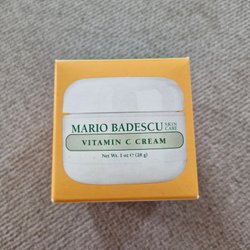 MARIO BADESCU SKIN CARE
VITAMIN C CREAM
Net Wt. 1 oz (28 g)